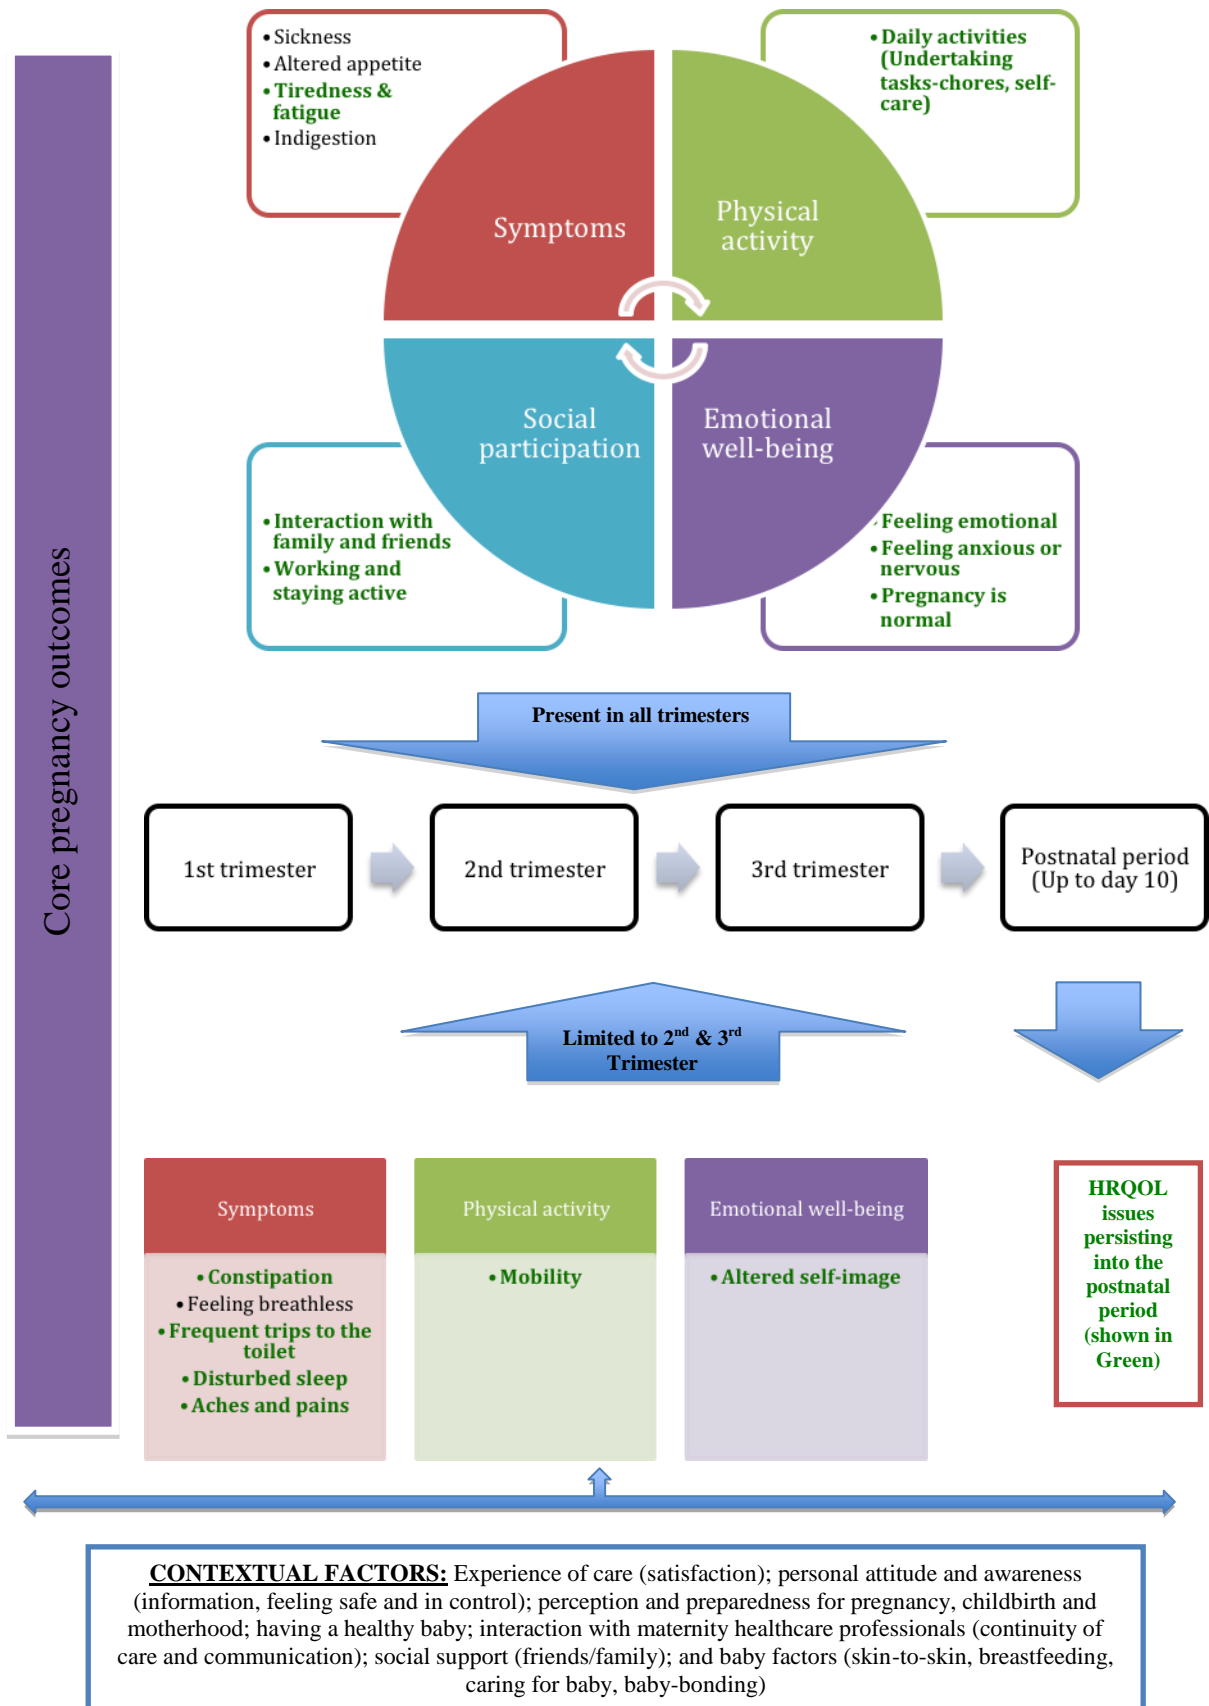 Core pregnancy outcomes
• Sickness
• Altered appetite
• Tiredness &
fatigue
• Indigestion
• Daily activities
(Undertaking
tasks-chores, self-
care)
Symptoms
Physical
activity
Social
participation
Emotional
well-being
• Interaction with
family and friends
• Working and
staying active
• Feeling emotional
• Feeling anxious or
nervous
• Pregnancy is
normal
Present in all trimesters
1st trimester
2nd trimester
3rd trimester
Postnatal period
(Up to day 10)
Limited to 2nd & 3rd
Trimester
Symptoms
• Constipation
• Feeling breathless
• Frequent trips to the
toilet
• Disturbed sleep
• Aches and pains
Physical activity
• Mobility
Emotional well-being
• Altered self-image
HRQOL
issues
persisting
into the
postnatal
period
(shown in
Green)
CONTEXTUAL FACTORS: Experience of care (satisfaction); personal attitude and awareness
(information, feeling safe and in control); perception and preparedness for pregnancy, childbirth and
motherhood; having a healthy baby; interaction with maternity healthcare professionals (continuity of
care and communication); social support (friends/family); and baby factors (skin-to-skin, breastfeeding,
caring for baby, baby-bonding)